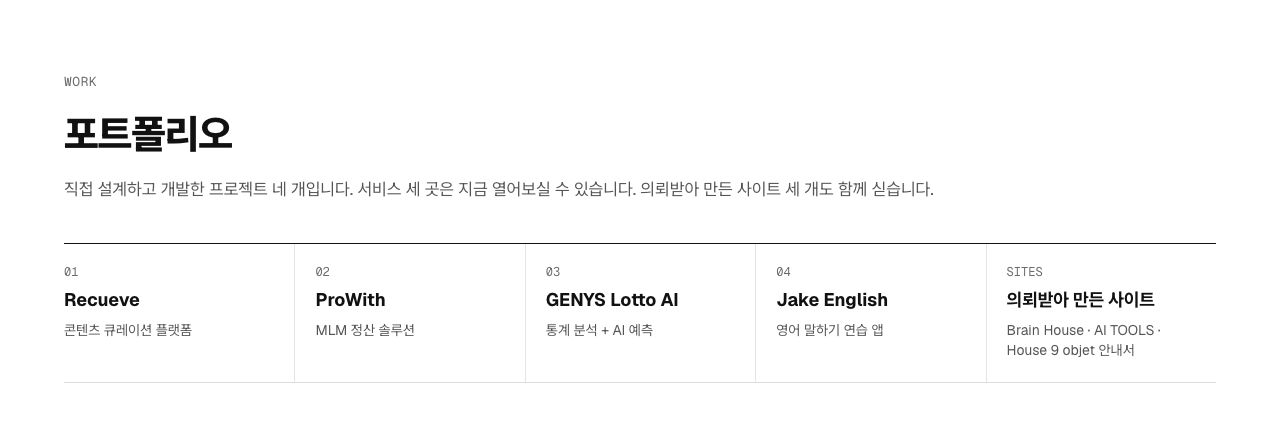 WORK
포트폴리오
직접 설계하고 개발한 프로젝트 네 개입니다. 서비스 세 곳은 지금 열어보실 수 있습니다. 의뢰받아 만든 사이트 세 개도 함께 싣습니다.
01
Recueve
콘텐츠 큐레이션 플랫폼
02
ProWith
MLM 정산 솔루션
03
GENYS Lotto AI
통계 분석 + AI 예측
04
Jake English
영어 말하기 연습 앱
SITES
의뢰받아 만든 사이트
Brain House · AI TOOLS ·
House 9 objet 안내서